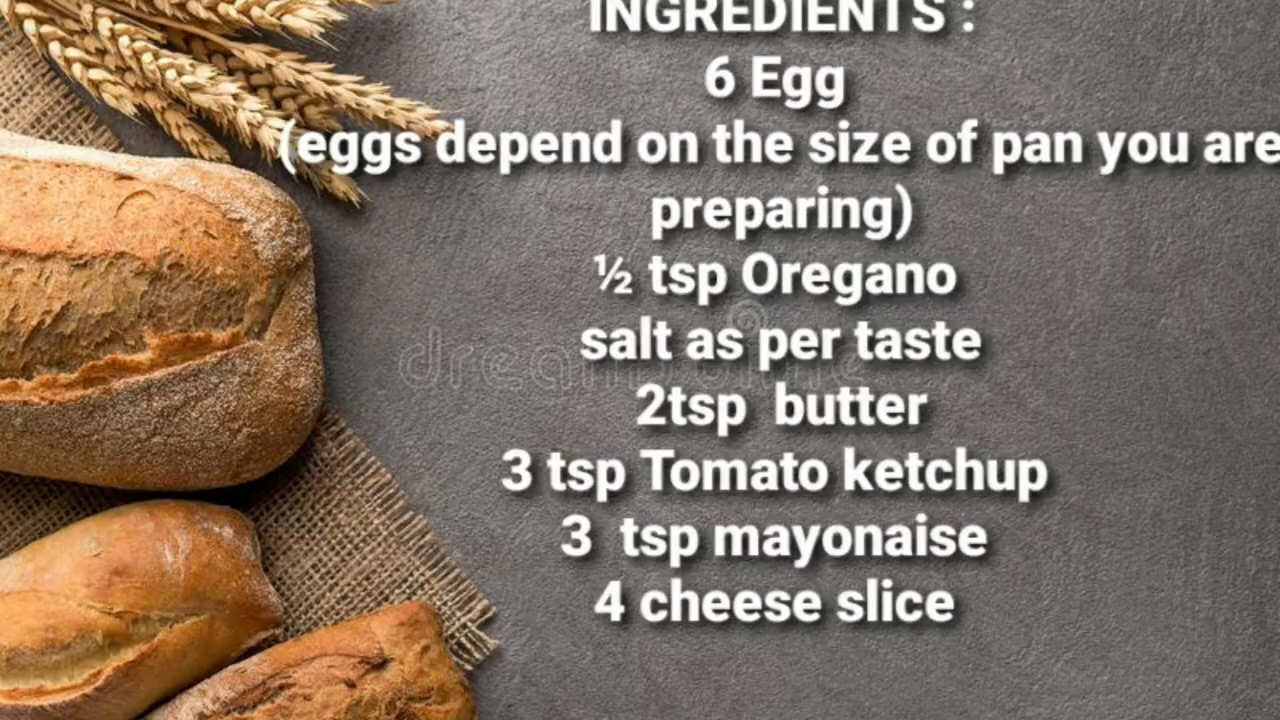 INGREDIENTS :
6 Egg
(eggs depend on the size of pan you are
preparing)
½ tsp Oregano
salt as per taste
2tsp  butter
3 tsp Tomato ketchup
3  tsp mayonaise
4 cheese slice